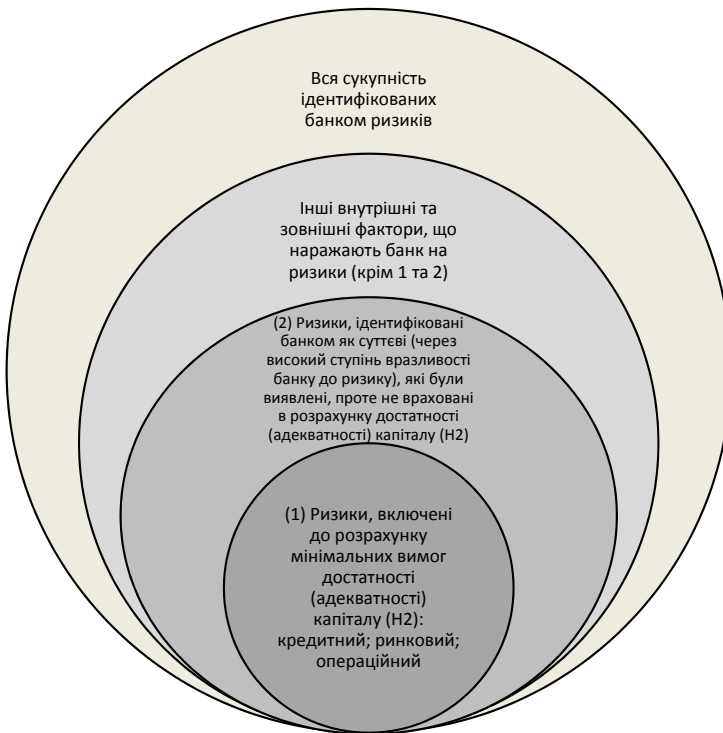 Вся сукупність
ідентифікованих
банком ризиків
Інші внутрішні та
зовнішні фактори, що
наражають банк на
ризики (крім 1 та 2)
(2) Ризики, ідентифіковані
банком як суттєві (через
високий ступінь вразливості
банку до ризику), які були
виявлені, проте не враховані
в розрахунку достатності
(адекватності) капіталу (Н2)
(1) Ризики, включені
до розрахунку
мінімальних вимог
достатності
(адекватності)
капіталу (Н2):
кредитний; ринковий;
операційний